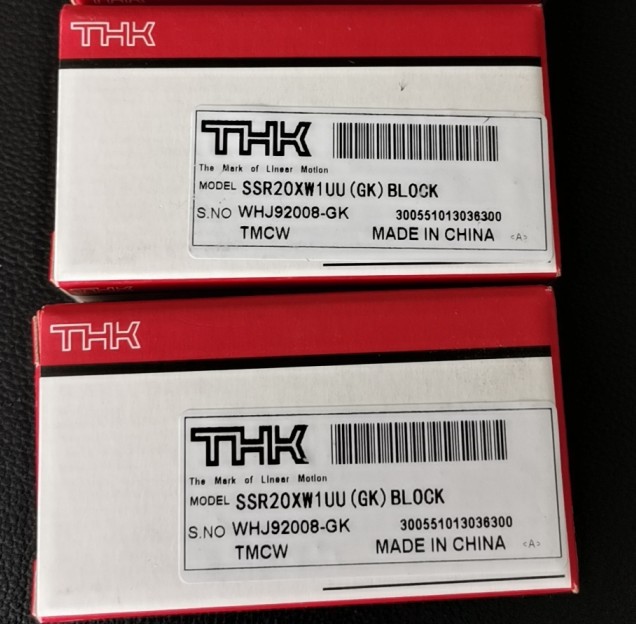 THK
THK
The Mark of Linear Motion
MODEL SSR20XW1UU(GK)BLOCK
S.NO WHJ92008-GK 300551013036300
TMCW MADE IN CHINA <A>
THK
THK
The Mark of Linear Motion
MODEL SSR20XW1UU(GK)BLOCK
S.NO WHJ92008-GK 300551013036300
TMCW MADE IN CHINA <A>